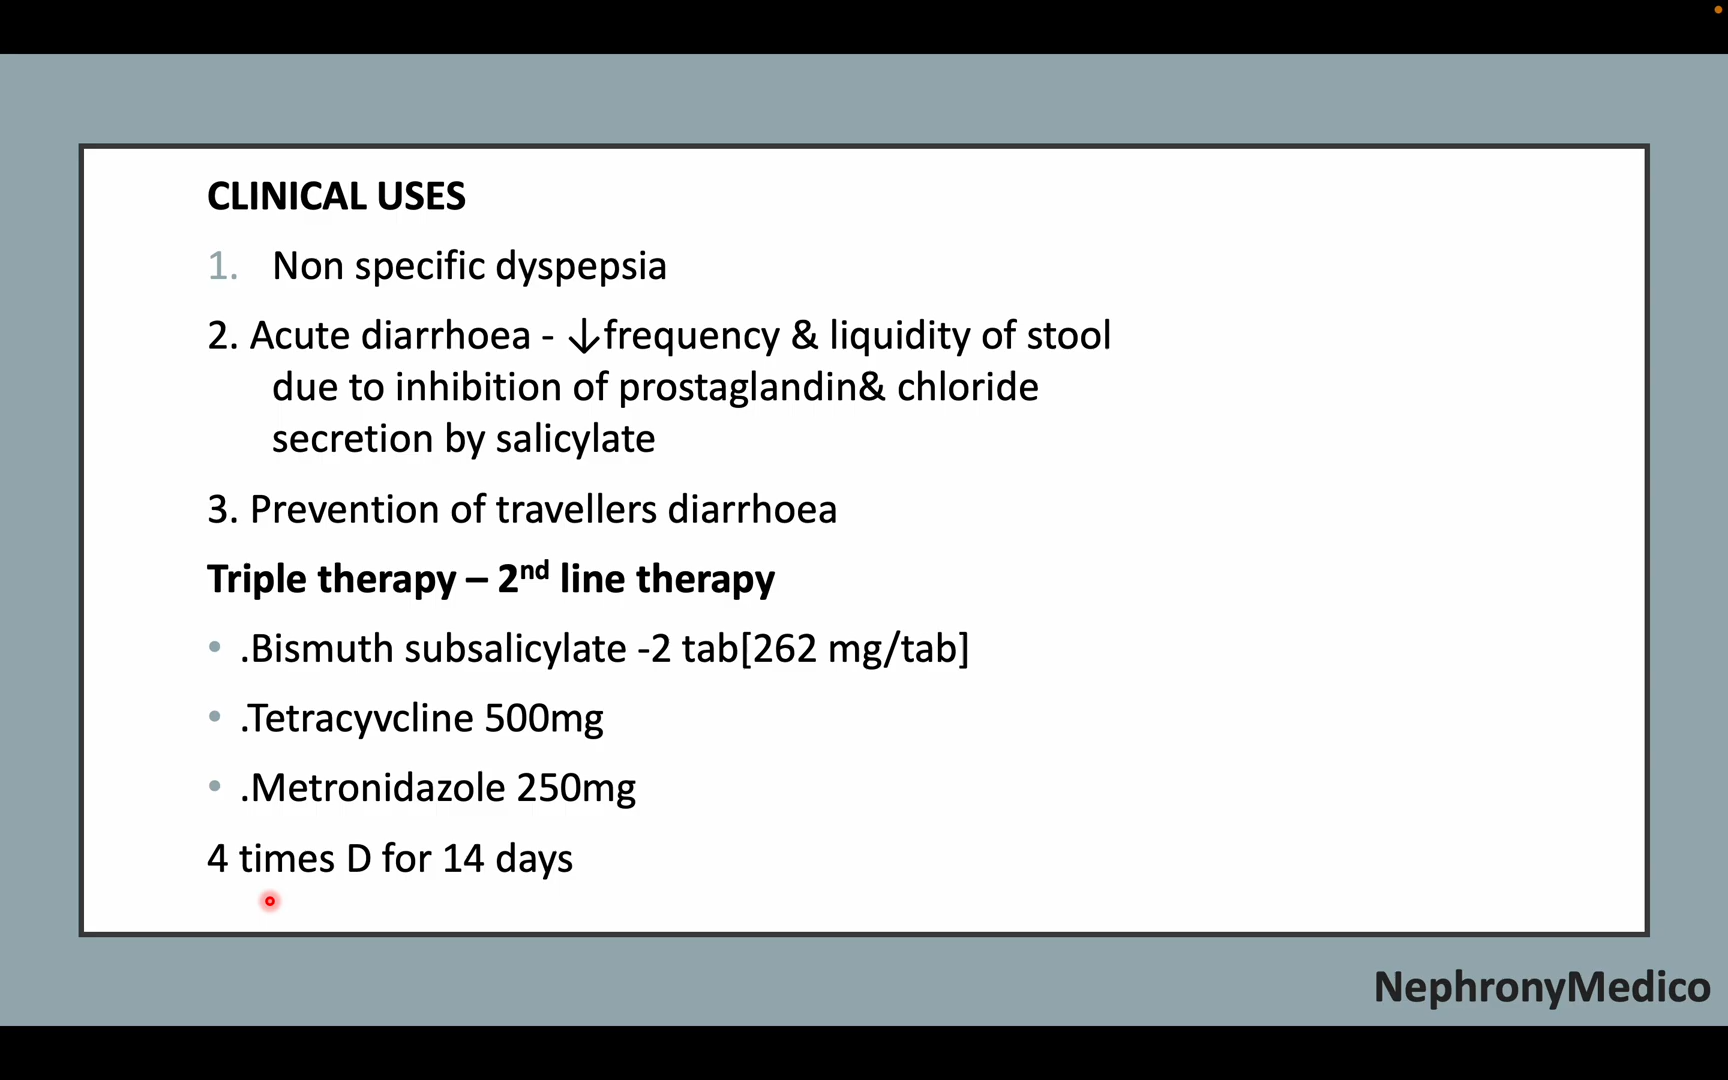 CLINICAL USES
1. Non specific dyspepsia
2. Acute diarrhoea - ↓frequency & liquidity of stool
due to inhibition of prostaglandin& chloride
secretion by salicylate
3. Prevention of travellers diarrhoea
Triple therapy – 2nd line therapy
• .Bismuth subsalicylate -2 tab[262 mg/tab]
• .Tetracyvcline 500mg
• .Metronidazole 250mg
4 times D for 14 days
NephronyMedico